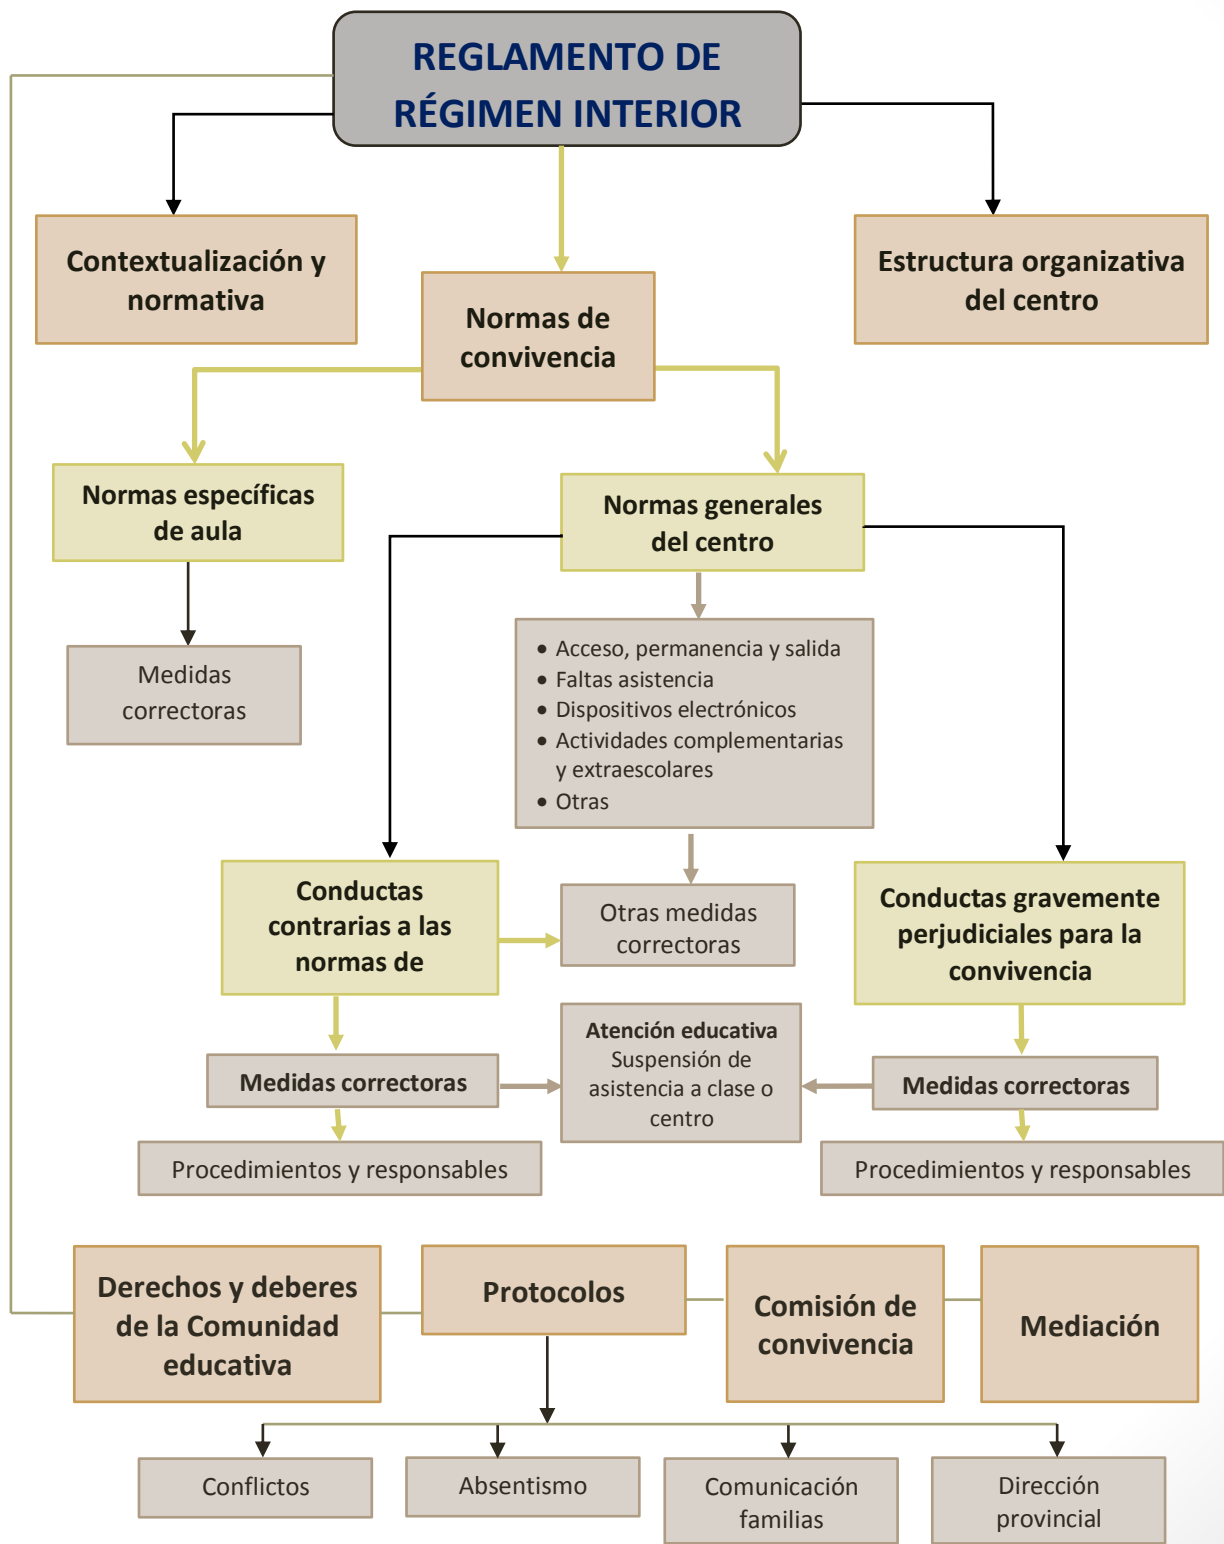 REGLAMENTO DE
RÉGIMEN INTERIOR
Contextualización y
normativa
Normas de
convivencia
Estructura organizativa
del centro
Normas específicas
de aula
Normas generales
del centro
Medidas
correctoras
• Acceso, permanencia y salida
• Faltas asistencia
• Dispositivos electrónicos
• Actividades complementarias
y extraescolares
• Otras
Conductas
contrarias a las
normas de
Otras medidas
correctoras
Conductas gravemente
perjudiciales para la
convivencia
Medidas correctoras
Atención educativa
Suspensión de
asistencia a clase o
centro
Medidas correctoras
Procedimientos y responsables
Procedimientos y responsables
Derechos y deberes
de la Comunidad
educativa
Protocolos
Comisión de
convivencia
Mediación
Conflictos
Absentismo
Comunicación
familias
Dirección
provincial